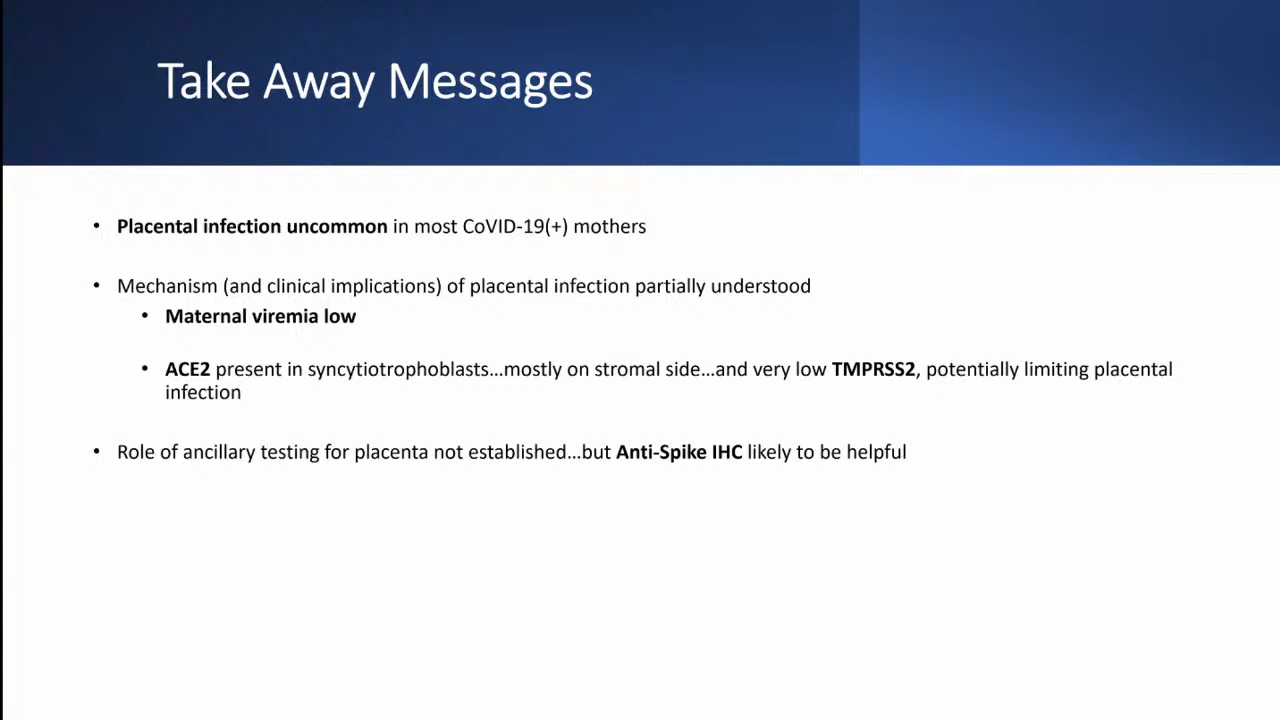 Take Away Messages
• Placental infection uncommon in most CoVID-19(+) mothers
• Mechanism (and clinical implications) of placental infection partially understood
• Maternal viremia low
• ACE2 present in syncytiotrophoblasts…mostly on stromal side…and very low TMPRSS2, potentially limiting placental
infection
• Role of ancillary testing for placenta not established…but Anti-Spike IHC likely to be helpful